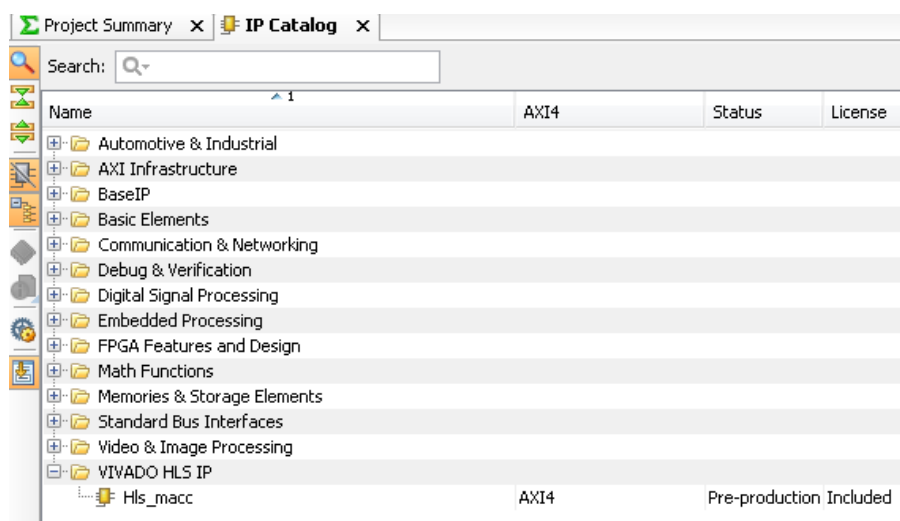 Project Summary x IP Catalog x
Search:
Name 1 AXI4 Status License
Automotive & Industrial
AXI Infrastructure
BaseIP
Basic Elements
Communication & Networking
Debug & Verification
Digital Signal Processing
Embedded Processing
FPGA Features and Design
Math Functions
Memories & Storage Elements
Standard Bus Interfaces
Video & Image Processing
VIVADO HLS IP
Hls_macc AXI4 Pre-production Included